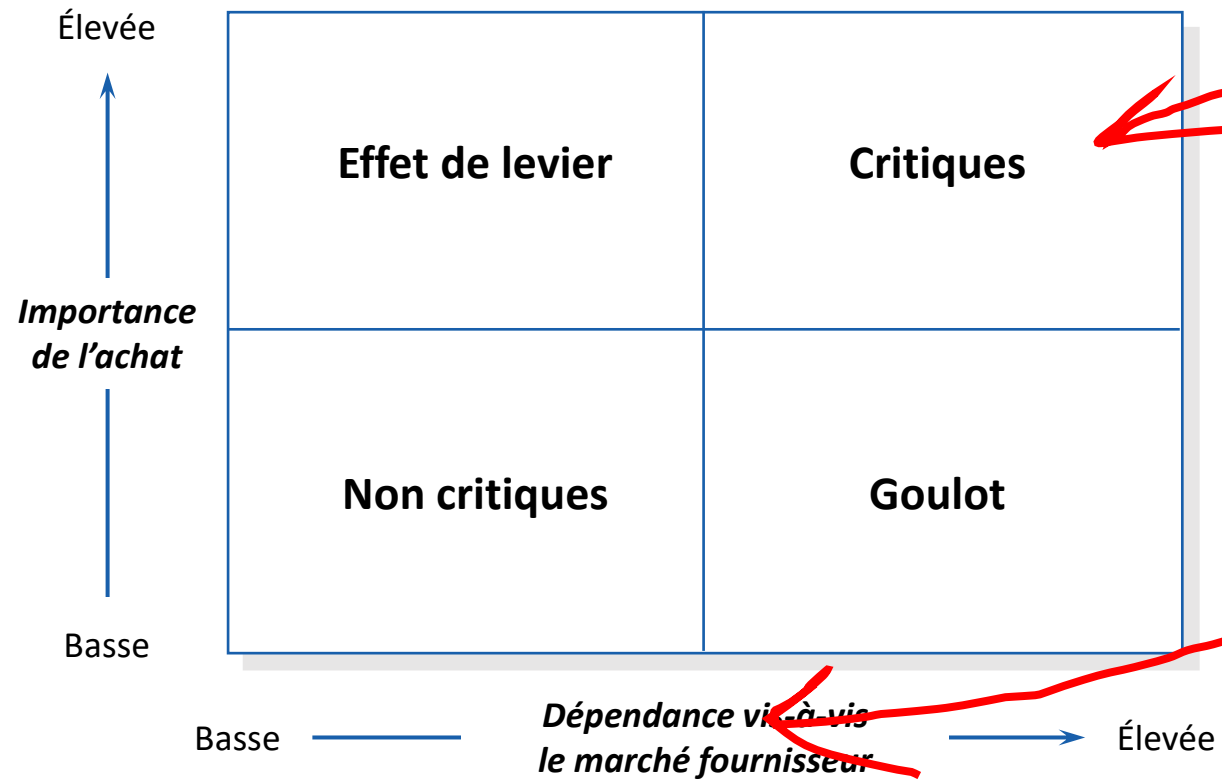 Élevée
Effet de levier
Critiques
Importance
de l’achat
Non critiques
Goulot
Basse
Dépendance vis-à-vis
Basse
Élevée
le marché fournisseur